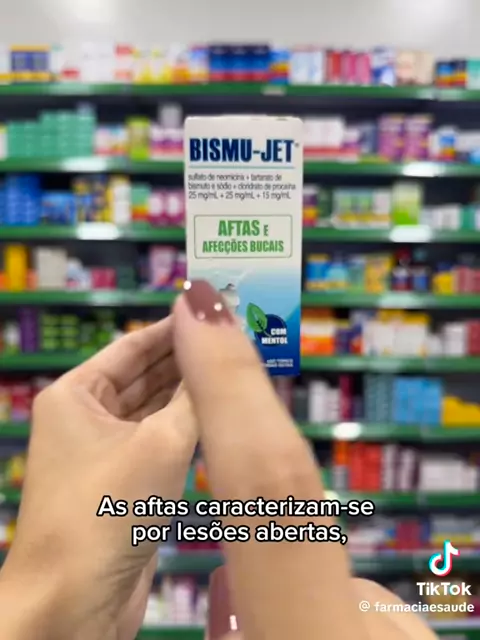 BISMU-JET®
sulfato de neomicina + tartarato de
bismuto e sódio + cloridrato de procaína
25 mg/mL + 25 mg/mL + 15 mg/mL
AFTAS E
AFECÇÕES BUCAIS
COM
MENTOL
As aftas caracterizam-se
por lesões abertas,
TikTok
@farmaciaesaude